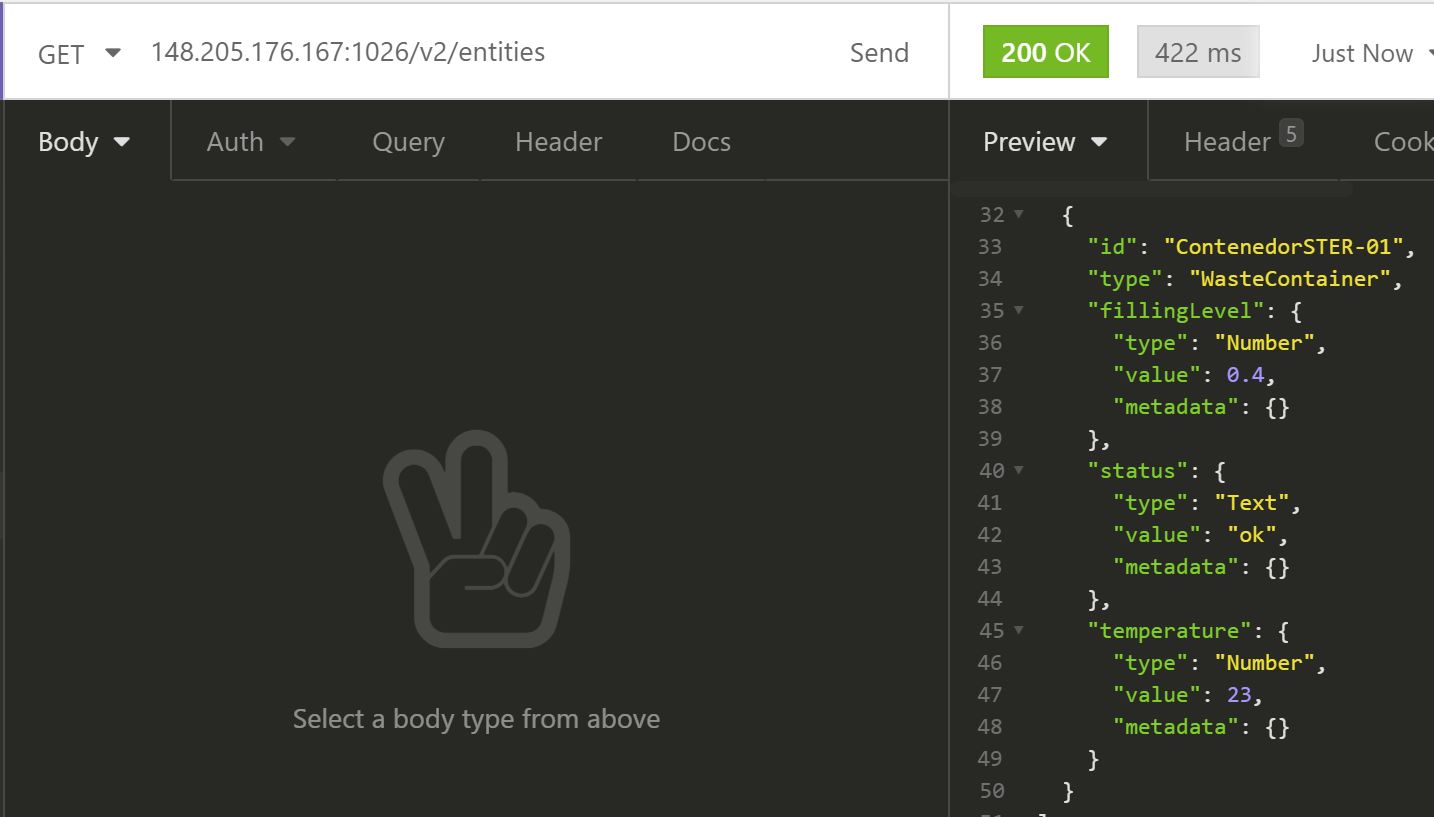 GET 148.205.176.167:1026/v2/entities Send 200 OK 422 ms Just Now
Body Auth Query Header Docs Preview Header 5
32 {
33 "id": "ContenedorSTER-01",
34 "type": "WasteContainer",
35 "fillingLevel": {
36 "type": "Number",
37 "value": 0.4,
38 "metadata": {}
39 },
40 "status": {
41 "type": "Text",
42 "value": "ok",
43 "metadata": {}
44 },
45 "temperature": {
46 "type": "Number",
47 "value": 23,
48 "metadata": {}
49 }
50 }
Select a body type from above